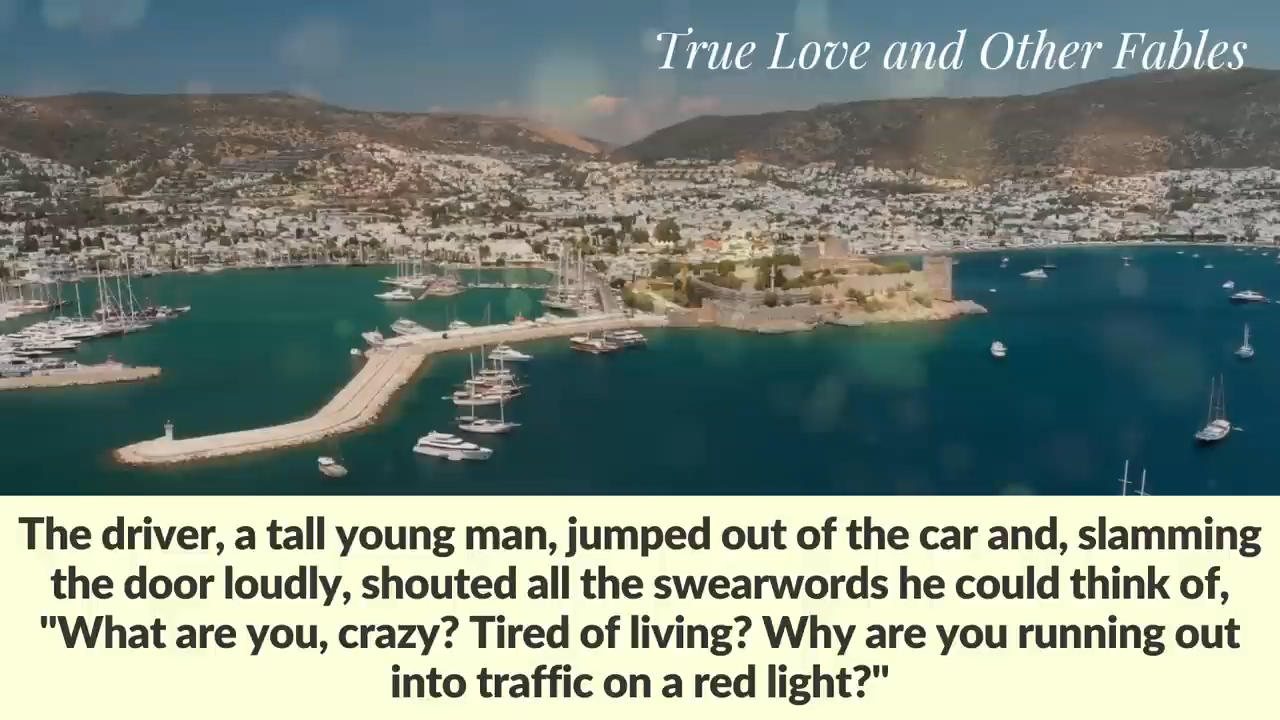 True Love and Other Fables
The driver, a tall young man, jumped out of the car and, slamming
the door loudly, shouted all the swearwords he could think of,
"What are you, crazy? Tired of living? Why are you running out
into traffic on a red light?"